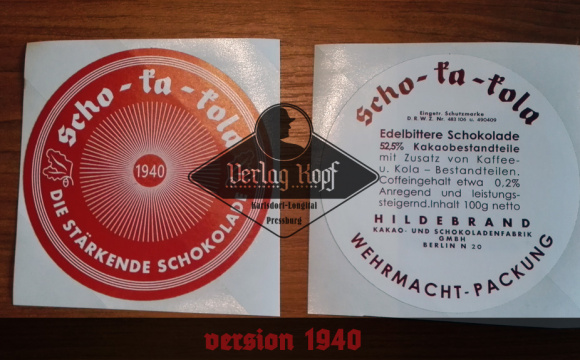 scho-ka-kola
1940
DIE STÄRKENDE SCHOKOLADE
scho-ka-kola
Singetr. Schutzmarke
D.R.W.Z. Nr. 483 106 u. 490409
Edelbittere Schokolade
52,5% Kakaobestandteile
mit Zusatz von Kaffee-
u. Kola - Bestandteilen.
Coffeingehalt etwa 0.2%
Anregend und leistungs-
steigernd.Inhalt 100g netto
HILDEBRAND
KAKAO- UND SCHOKOLADENFABRIK
GMBH
BERLIN N 20
WEHRMACHT-PACKUNG
Verlag Kopf
Karlsdorf-Longital
Pressburg
version 1940